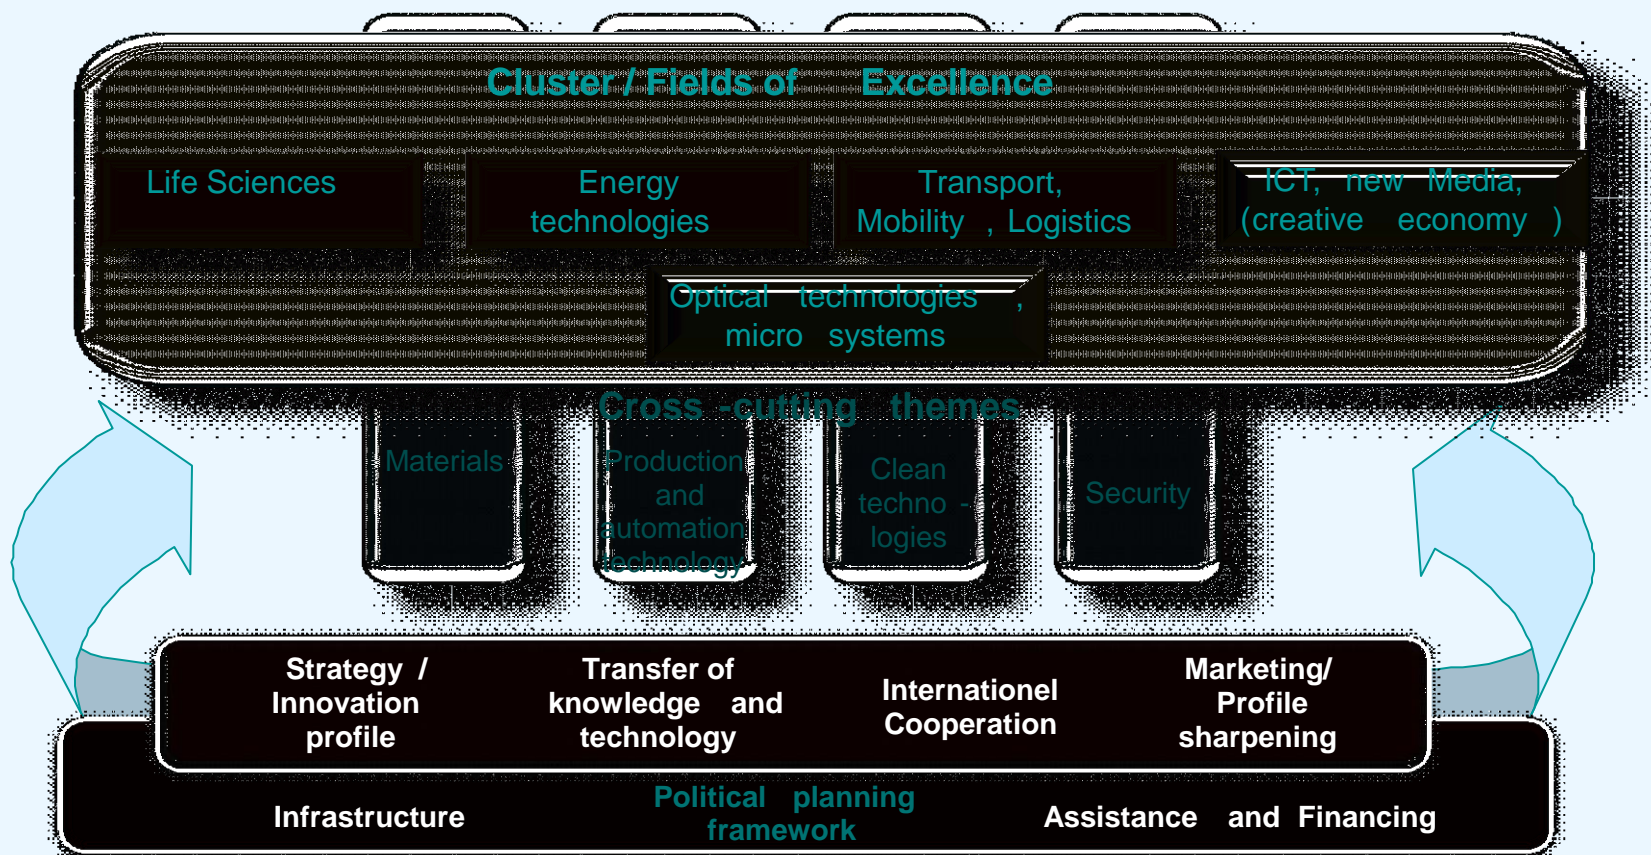 Cluster / Fields of Excellence
Life Sciences
Energy
technologies
Transport,
Mobility , Logistics
ICT, new Media,
(creative economy )
Optical technologies ,
micro systems
Cross -cutting themes
Materials
Production
and
automation
technology
Clean
techno -
logies
Security
Strategy /
Innovation
profile
Transfer of
knowledge and
technology
Internationel
Cooperation
Marketing/
Profile
sharpening
Infrastructure
Political planning
framework
Assistance and Financing